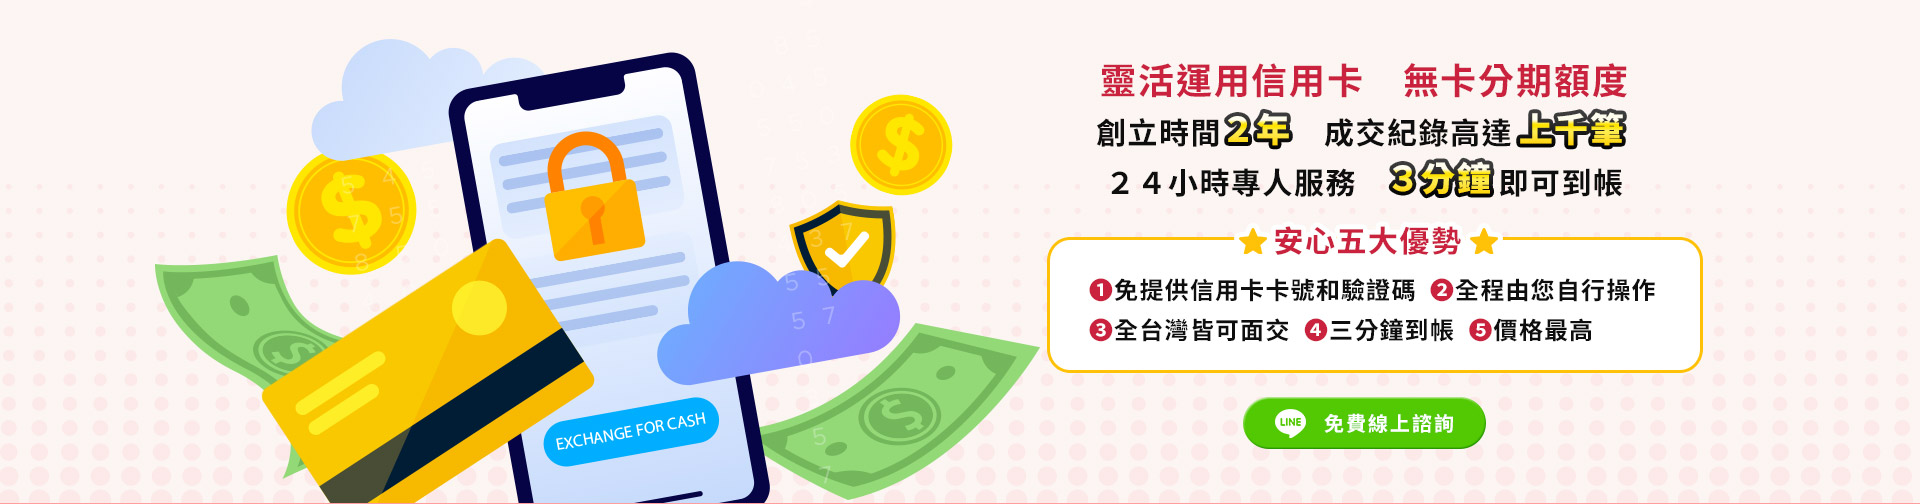 靈活運用信用卡　無卡分期額度
創立時間2年　成交紀錄高達上千筆
２４小時專人服務　3分鐘即可到帳
安心五大優勢
❶免提供信用卡卡號和驗證碼 ❷全程由您自行操作
❸全台灣皆可面交 ❹三分鐘到帳 ❺價格最高
LINE 免費線上諮詢
EXCHANGE FOR CASH